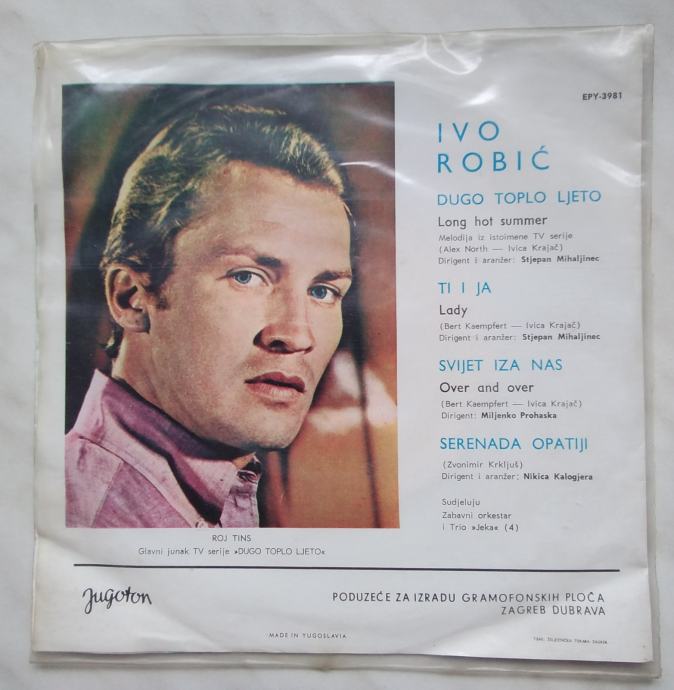 EPY-3981
IVO
ROBIĆ
DUGO TOPLO LJETO
Long hot summer
Melodija iz istoimene TV serije
(Alex North — Ivica Krajač)
Dirigent i aranžer: Stjepan Mihaljinec
TI I JA
Lady
(Bert Kaempfert — Ivica Krajač)
Dirigent i aranžer: Stjepan Mihaljinec
SVIJET IZA NAS
Over and over
(Bert Kaempfert — Ivica Krajač)
Dirigent: Miljenko Prohaska
SERENADA OPATIJI
(Zvonimir Krkljuš)
Dirigent i aranžer: Nikica Kalogjera
Sudjeluju
Zabavni orkestar
i Trio »Jeka« (4)
ROJ TINS
Glavni junak TV serije »DUGO TOPLO LJETO«
Jugoton
PODUZEĆE ZA IZRADU GRAMOFONSKIH PLOČA
ZAGREB DUBRAVA
MADE IN YUGOSLAVIA
ZAGREB